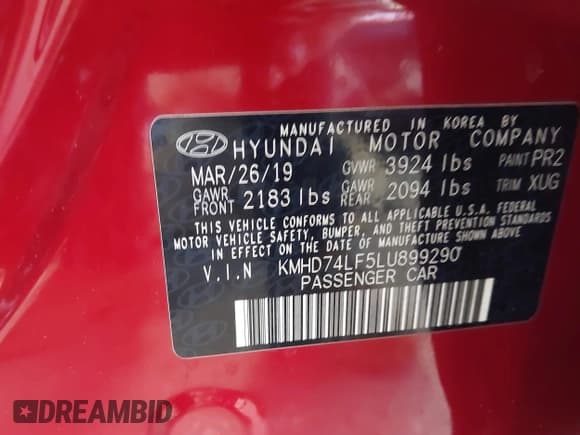 MANUFACTURED IN KOREA BY
HYUNDAI MOTOR COMPANY
MAR/26/19 GVWR 3924 lbs PAINT PR2
GAWR FRONT 2183 lbs GAWR REAR 2094 lbs TRIM XUG
THIS VEHICLE CONFORMS TO ALL APPLICABLE U.S.A. FEDERAL
MOTOR VEHICLE SAFETY, BUMPER, AND THEFT PREVENTION STANDARDS
IN EFFECT ON THE DATE OF MANUFACTURE SHOWN ABOVE.
V.I.N KMHD74LF5LU899290
PASSENGER CAR
DREAMBID